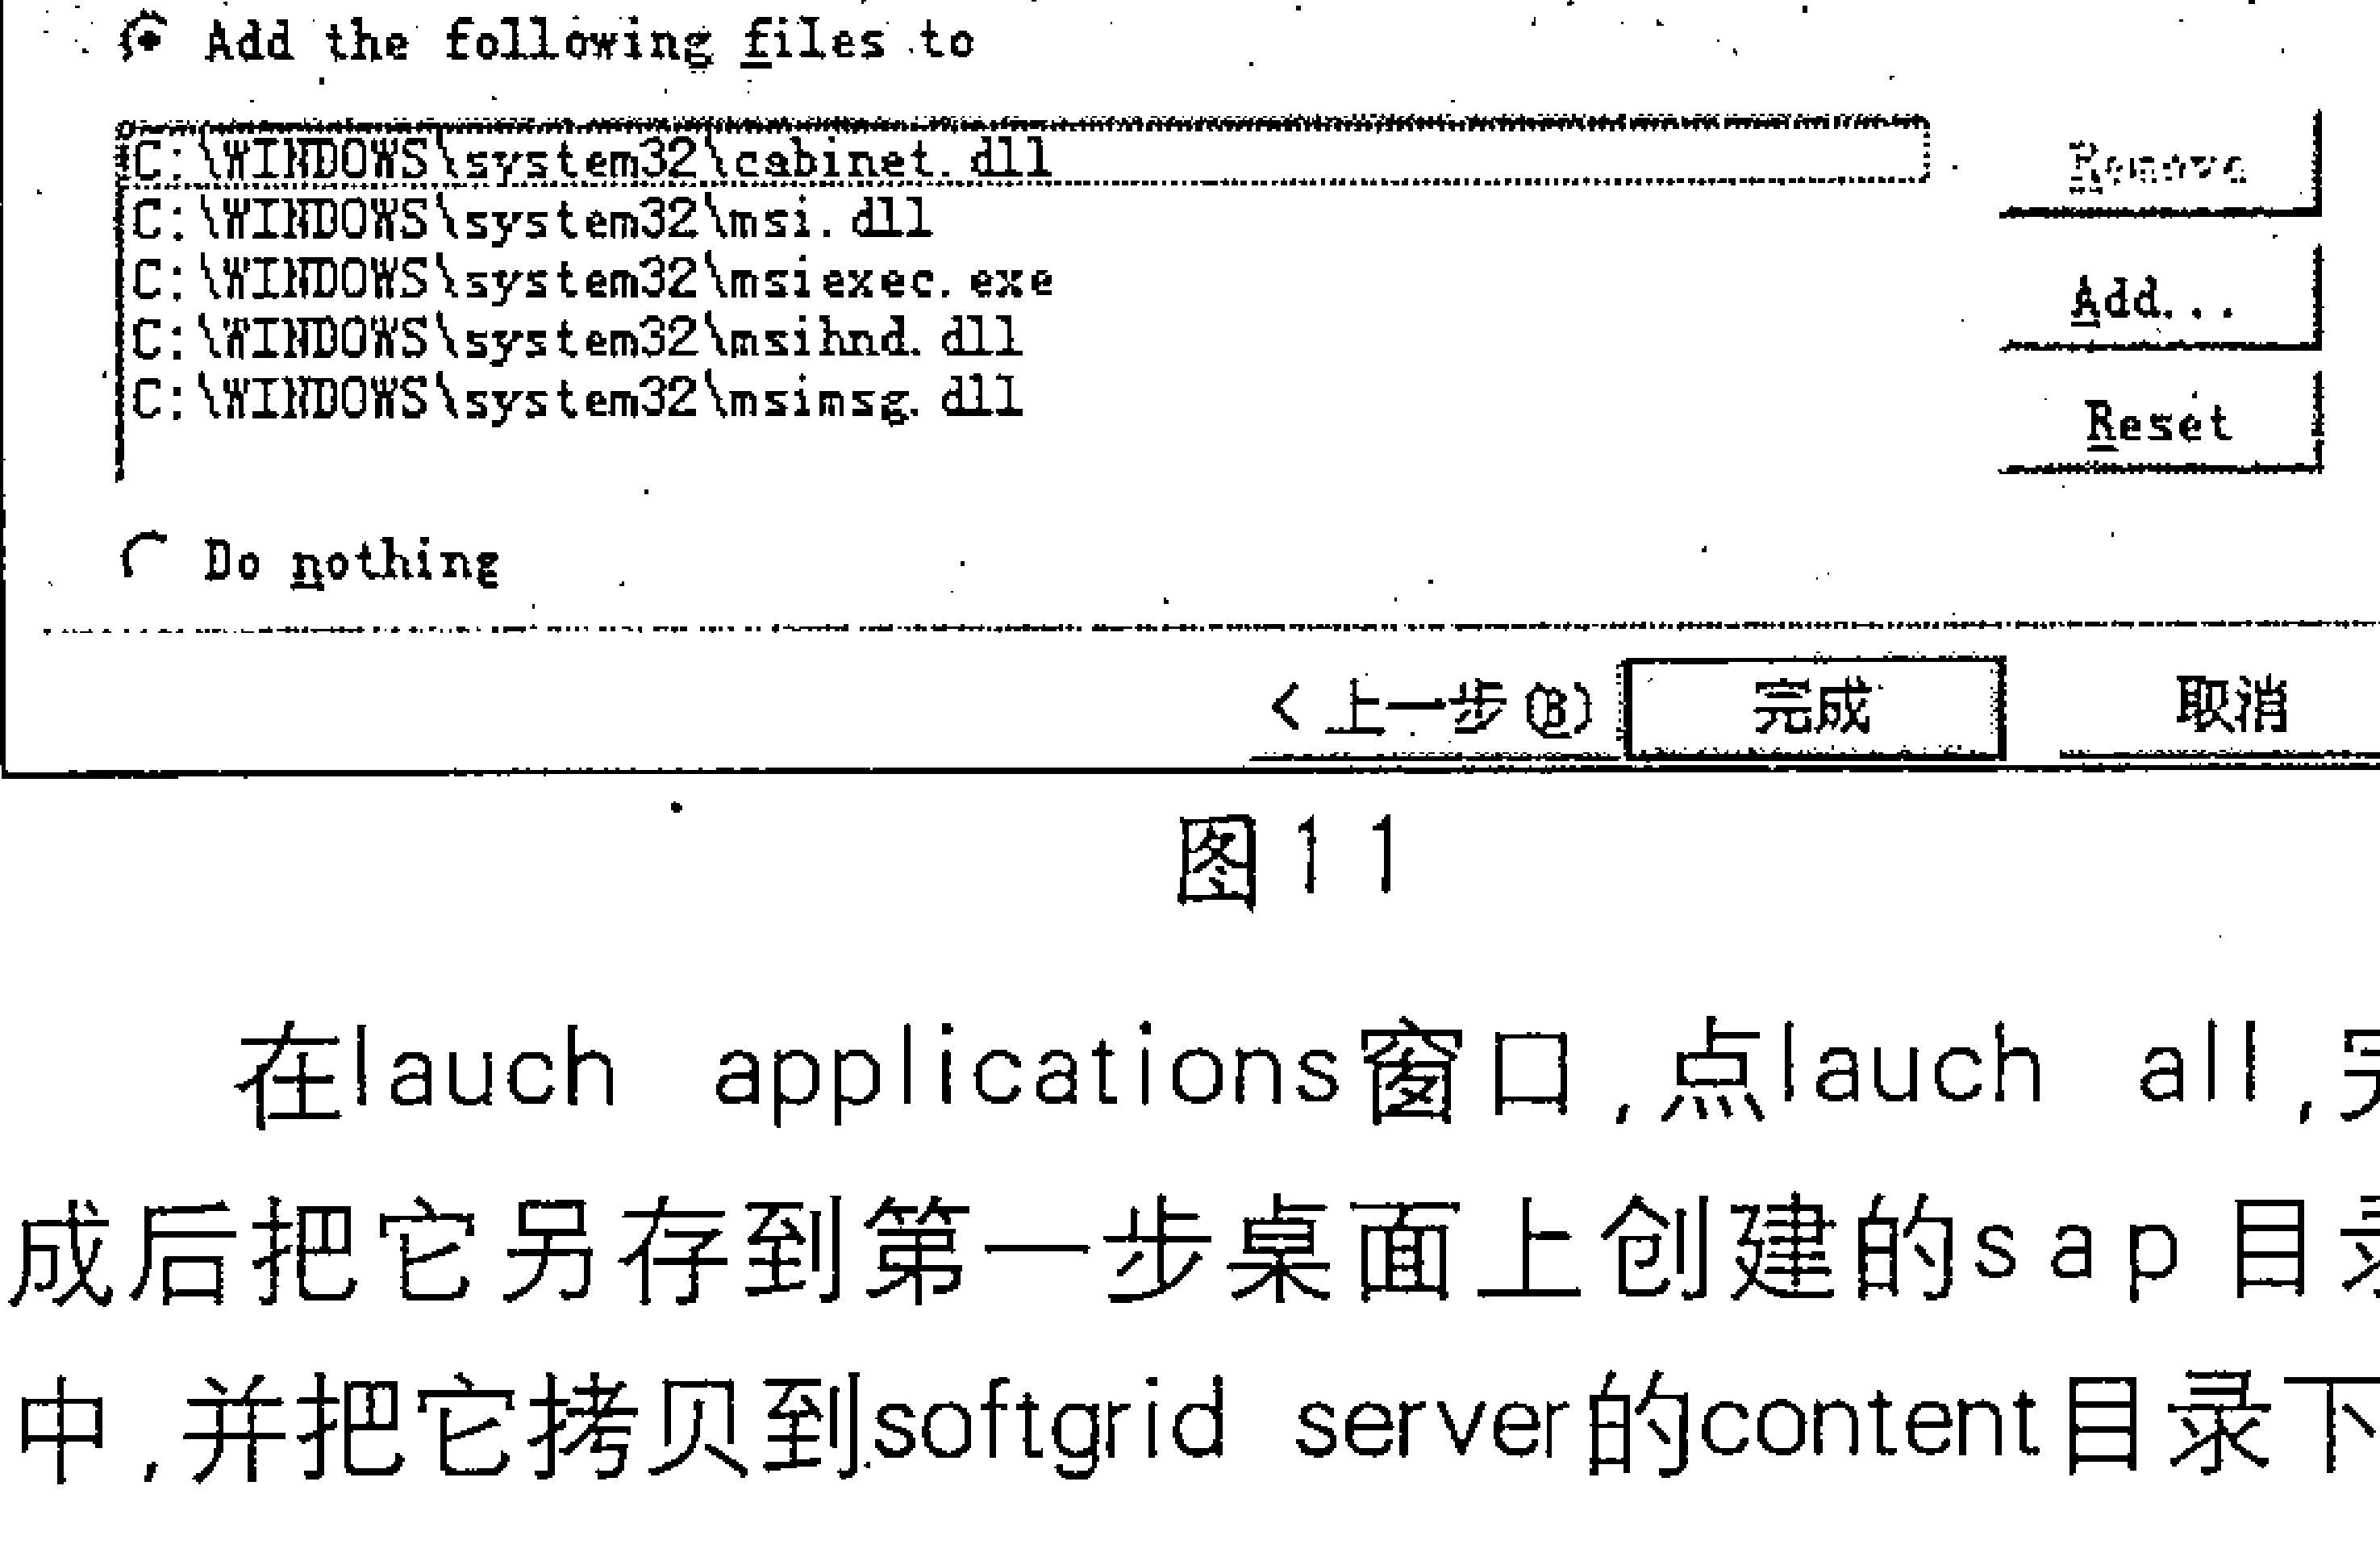 Add the following files to
C:\WINDOWS\system32\cabinet.dll
Remove
C:\WINDOWS\system32\msi.dll
C:\WINDOWS\system32\msiexec.exe
Add...
C:\WINDOWS\system32\msihnd.dll
C:\WINDOWS\system32\msimsg.dll
Reset
Do nothing
< 上一步(B) 完成 取消
图11
在lauch applications窗口,点lauch all,完
成后把它另存到第一步桌面上创建的sap目录
中,并把它拷贝到softgrid server的content目录下